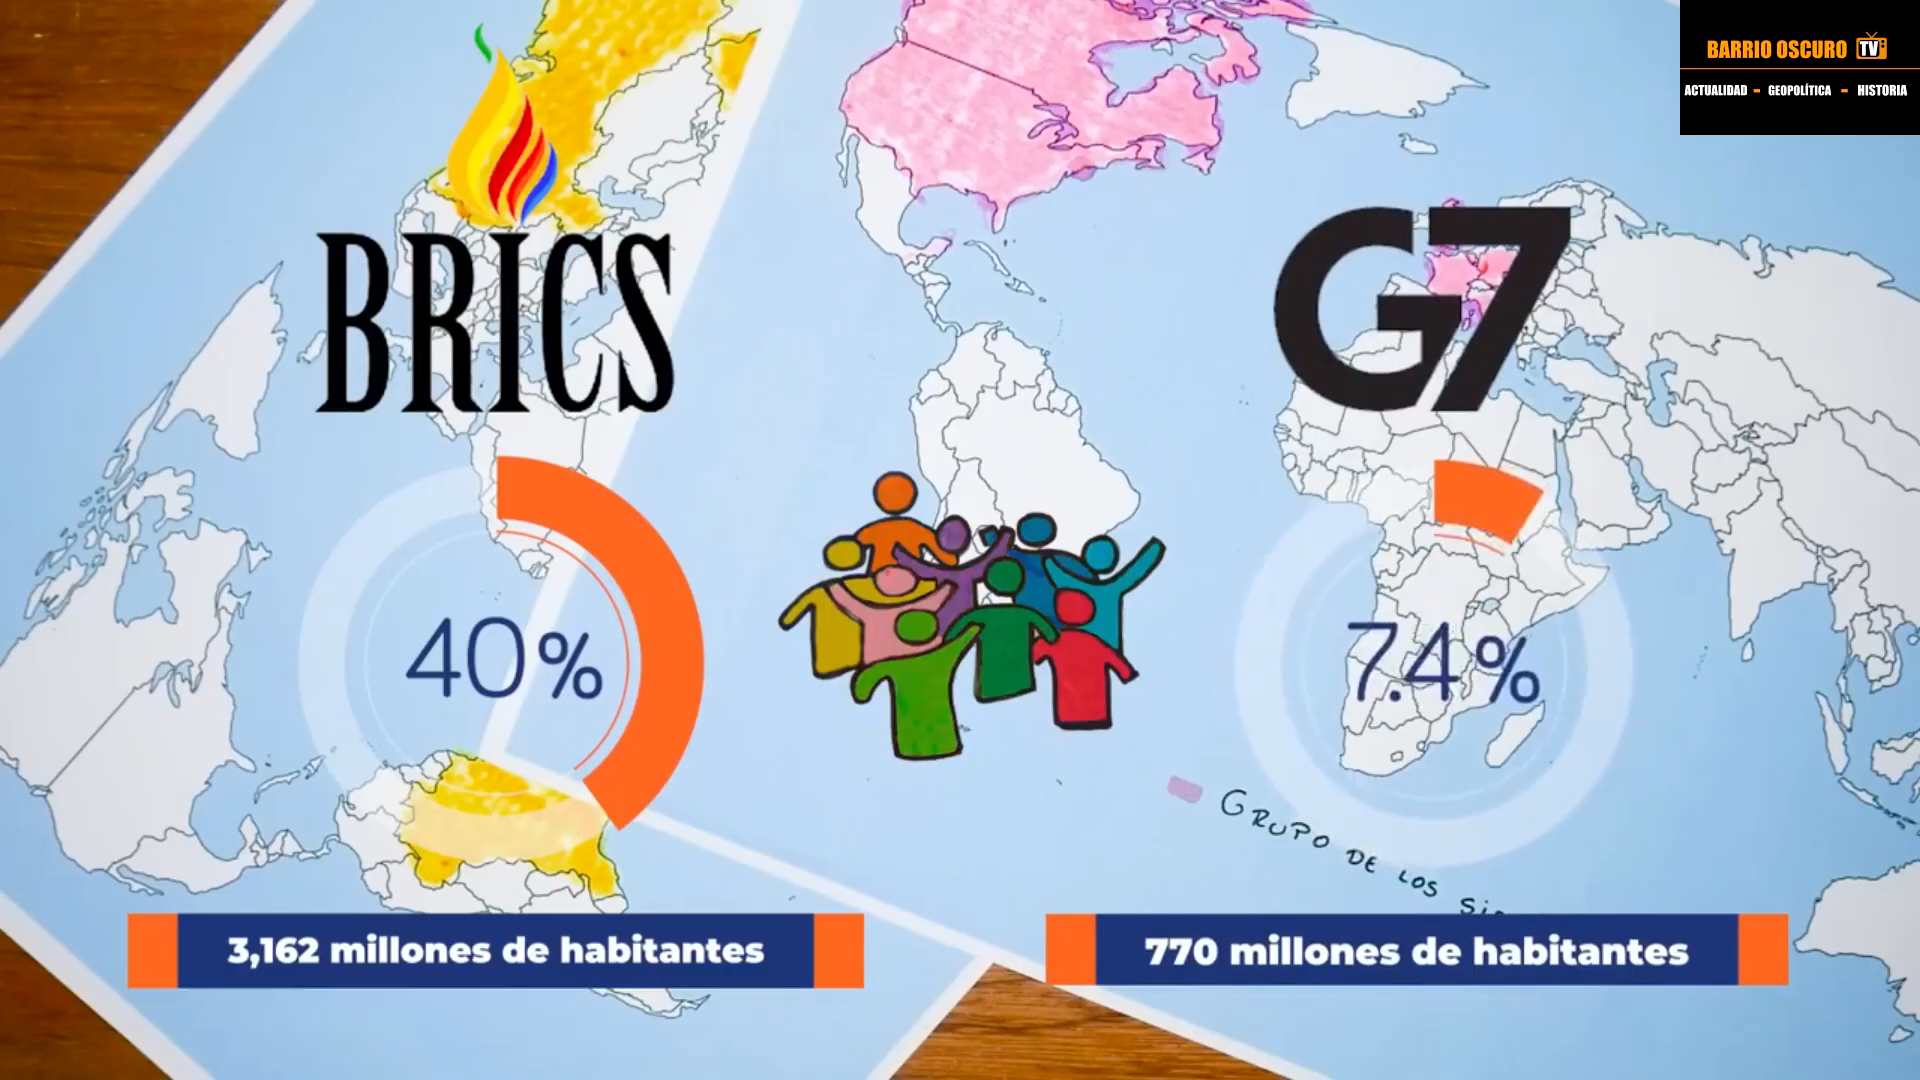 BARRIO OSCURO TV
ACTUALIDAD - GEOPOLÍTICA - HISTORIA
BRICS
G7
40%
7.4%
GRUPO DE LOS
3,162 millones de habitantes
770 millones de habitantes